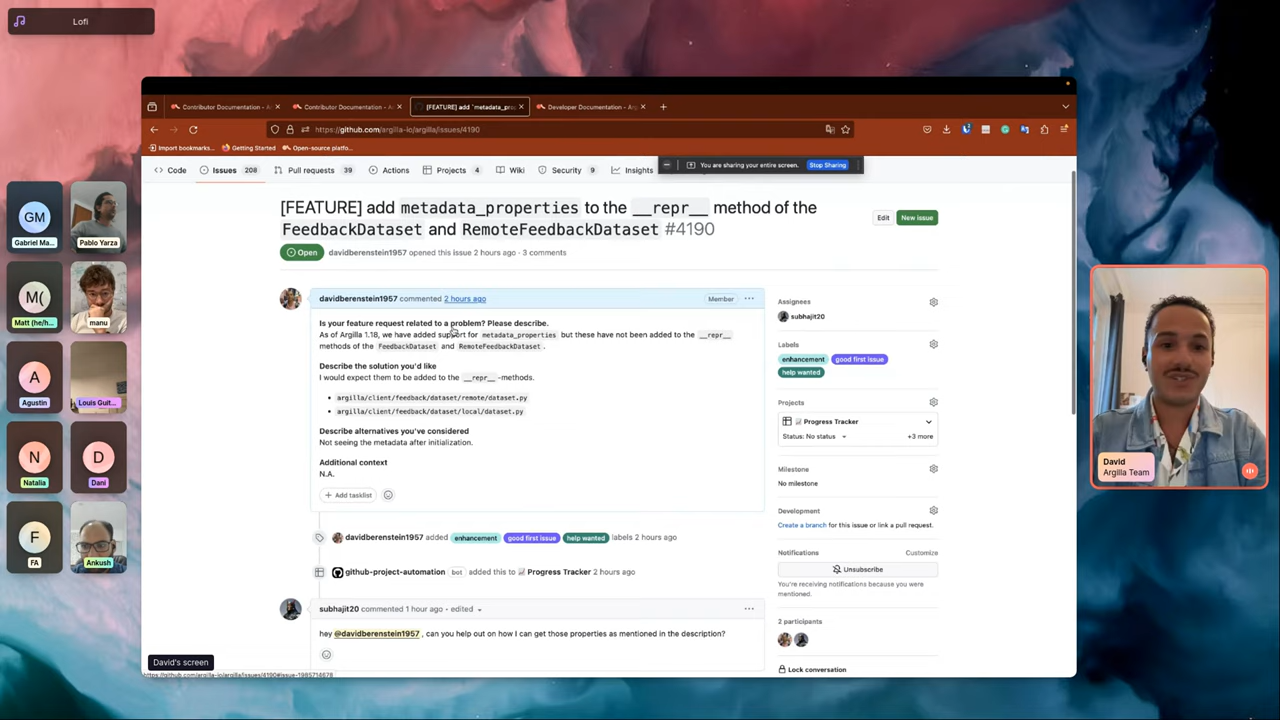 Lofi
Contributor Documentation - Ar
Contributor Documentation - Ar
[FEATURE] add `metadata_pro
Developer Documentation - Arg
https://github.com/argilla-io/argilla/issues/4190
Import bookmarks...
Getting Started
Open-source platfo...
You are sharing your entire screen.
Stop Sharing
Code
Issues 208
Pull requests 39
Actions
Projects 4
Wiki
Security 9
Insights
[FEATURE] add metadata_properties to the __repr__ method of the
FeedbackDataset and RemoteFeedbackDataset #4190
Edit
New issue
Open
davidberenstein1957 opened this issue 2 hours ago · 3 comments
davidberenstein1957 commented 2 hours ago
Member
Is your feature request related to a problem? Please describe.
As of Argilla 1.18, we have added support for metadata_properties but these have not been added to the __repr__
methods of the FeedbackDataset and RemoteFeedbackDataset.
Describe the solution you'd like
I would expect them to be added to the __repr__-methods.
• argilla/client/feedback/dataset/remote/dataset.py
• argilla/client/feedback/dataset/local/dataset.py
Describe alternatives you've considered
Not seeing the metadata after initialization.
Additional context
N.A.
Add tasklist
davidberenstein1957 added enhancement good first issue help wanted labels 2 hours ago
github-project-automation bot added this to Progress Tracker 2 hours ago
subhajit20 commented 1 hour ago · edited
hey @davidberenstein1957 , can you help out on how I can get those properties as mentioned in the description?
Assignees
subhajit20
Labels
enhancement
good first issue
help wanted
Projects
Progress Tracker
Status: No status
+3 more
Milestone
No milestone
Development
Create a branch for this issue or link a pull request.
Notifications
Customize
Unsubscribe
You're receiving notifications because you were
mentioned.
2 participants
Lock conversation
GM
Gabriel Ma...
Pablo Yarza
M(
Matt (he/h...
manu
A
Agustin
Louis Guit...
N
Natalia
D
Dani
F
FA
Ankush
David
Argilla Team
David's screen
https://github.com/argilla-io/argilla/issues/4190#issue-1995714678